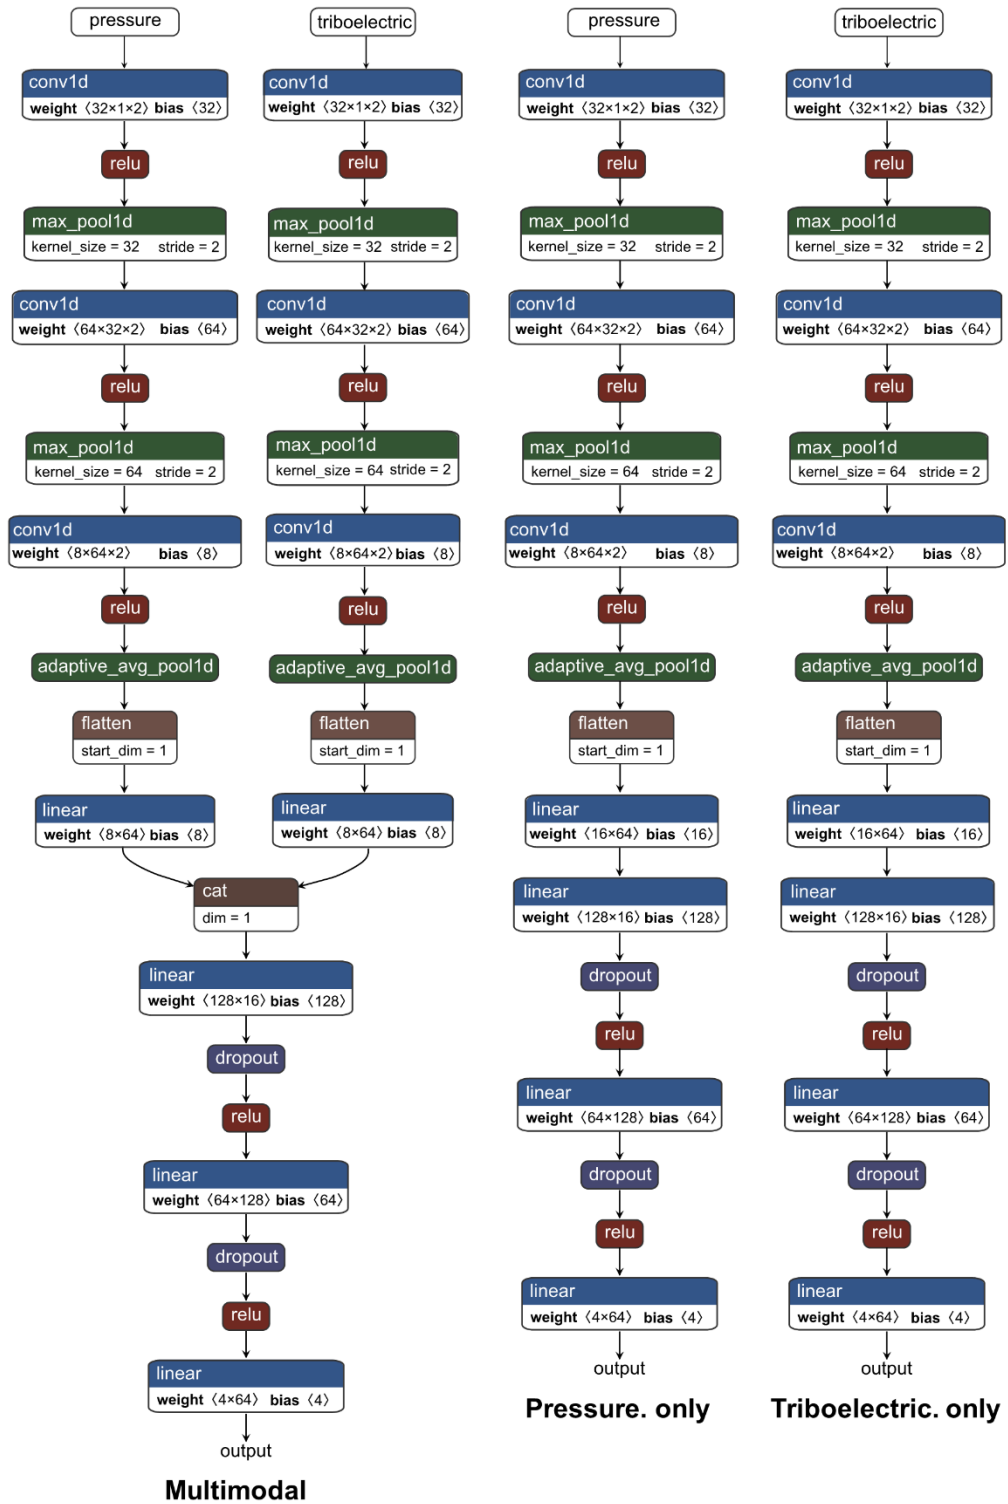 pressure
conv1d
weight ⟨32×1×2⟩ bias ⟨32⟩
relu
max_pool1d
kernel_size = 32 stride = 2
conv1d
weight ⟨64×32×2⟩ bias ⟨64⟩
relu
max_pool1d
kernel_size = 64 stride = 2
conv1d
weight ⟨8×64×2⟩ bias ⟨8⟩
relu
adaptive_avg_pool1d
flatten
start_dim = 1
linear
weight ⟨8×64⟩ bias ⟨8⟩
triboelectric
conv1d
weight ⟨32×1×2⟩ bias ⟨32⟩
relu
max_pool1d
kernel_size = 32 stride = 2
conv1d
weight ⟨64×32×2⟩ bias ⟨64⟩
relu
max_pool1d
kernel_size = 64 stride = 2
conv1d
weight ⟨8×64×2⟩ bias ⟨8⟩
relu
adaptive_avg_pool1d
flatten
start_dim = 1
linear
weight ⟨8×64⟩ bias ⟨8⟩
cat
dim = 1
linear
weight ⟨128×16⟩ bias ⟨128⟩
dropout
relu
linear
weight ⟨64×128⟩ bias ⟨64⟩
dropout
relu
linear
weight ⟨4×64⟩ bias ⟨4⟩
output
Multimodal
pressure
conv1d
weight ⟨32×1×2⟩ bias ⟨32⟩
relu
max_pool1d
kernel_size = 32 stride = 2
conv1d
weight ⟨64×32×2⟩ bias ⟨64⟩
relu
max_pool1d
kernel_size = 64 stride = 2
conv1d
weight ⟨8×64×2⟩ bias ⟨8⟩
relu
adaptive_avg_pool1d
flatten
start_dim = 1
linear
weight ⟨16×64⟩ bias ⟨16⟩
linear
weight ⟨128×16⟩ bias ⟨128⟩
dropout
relu
linear
weight ⟨64×128⟩ bias ⟨64⟩
dropout
relu
linear
weight ⟨4×64⟩ bias ⟨4⟩
output
Pressure. only
triboelectric
conv1d
weight ⟨32×1×2⟩ bias ⟨32⟩
relu
max_pool1d
kernel_size = 32 stride = 2
conv1d
weight ⟨64×32×2⟩ bias ⟨64⟩
relu
max_pool1d
kernel_size = 64 stride = 2
conv1d
weight ⟨8×64×2⟩ bias ⟨8⟩
relu
adaptive_avg_pool1d
flatten
start_dim = 1
linear
weight ⟨16×64⟩ bias ⟨16⟩
linear
weight ⟨128×16⟩ bias ⟨128⟩
dropout
relu
linear
weight ⟨64×128⟩ bias ⟨64⟩
dropout
relu
linear
weight ⟨4×64⟩ bias ⟨4⟩
output
Triboelectric. only